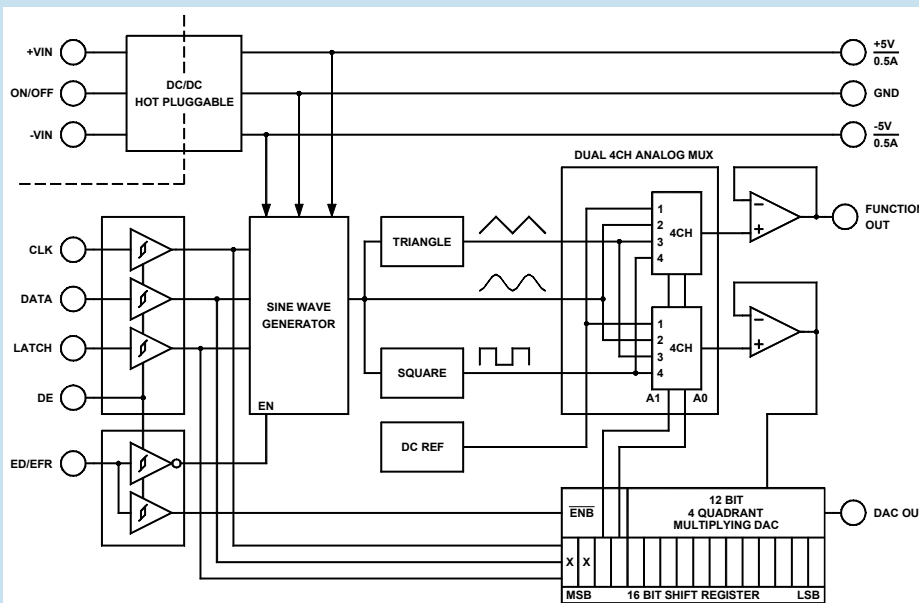 +VIN
ON/OFF
-VIN
DC/DC
HOT PLUGGABLE
+5V
0.5A
GND
-5V
0.5A
DUAL 4CH ANALOG MUX
CLK
DATA
LATCH
DE
ED/EFR
SINE WAVE
GENERATOR
EN
TRIANGLE
SQUARE
DC REF
1
2
3
4
4CH
1
2
3
4
4CH
A1
A0
−
+
−
+
FUNCTION
OUT
ENB
12 BIT
4 QUADRANT
MULTIPLYING DAC
DAC OU
X X
MSB 16 BIT SHIFT REGISTER LSB